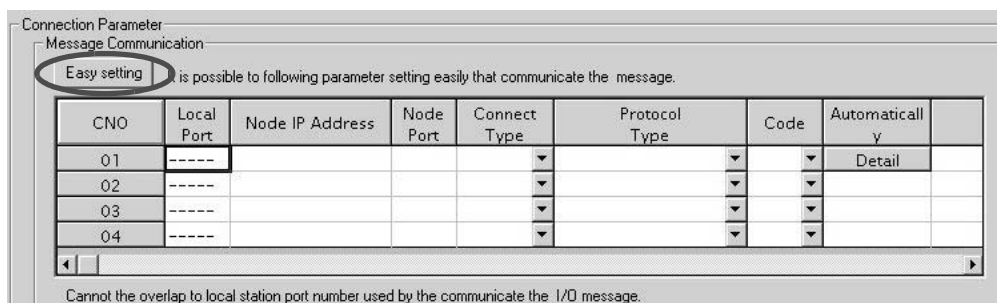 Connection Parameter
Message Communication
Easy setting
t is possible to following parameter setting easily that communicate the message.
CNO Local Port Node IP Address Node Port Connect Type Protocol Type Code Automaticall y
01 ----- Detail
02 -----
03 -----
04 -----
Cannot the overlap to local station port number used by the communicate the I/O message.